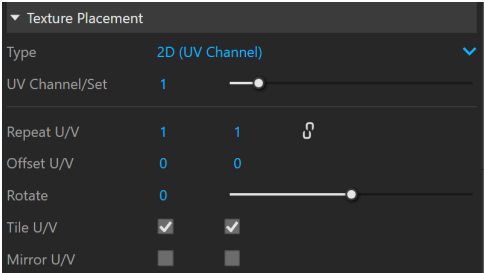 Texture Placement
Type 2D (UV Channel)
UV Channel/Set 1
Repeat U/V 1 1
Offset U/V 0 0
Rotate 0
Tile U/V
Mirror U/V